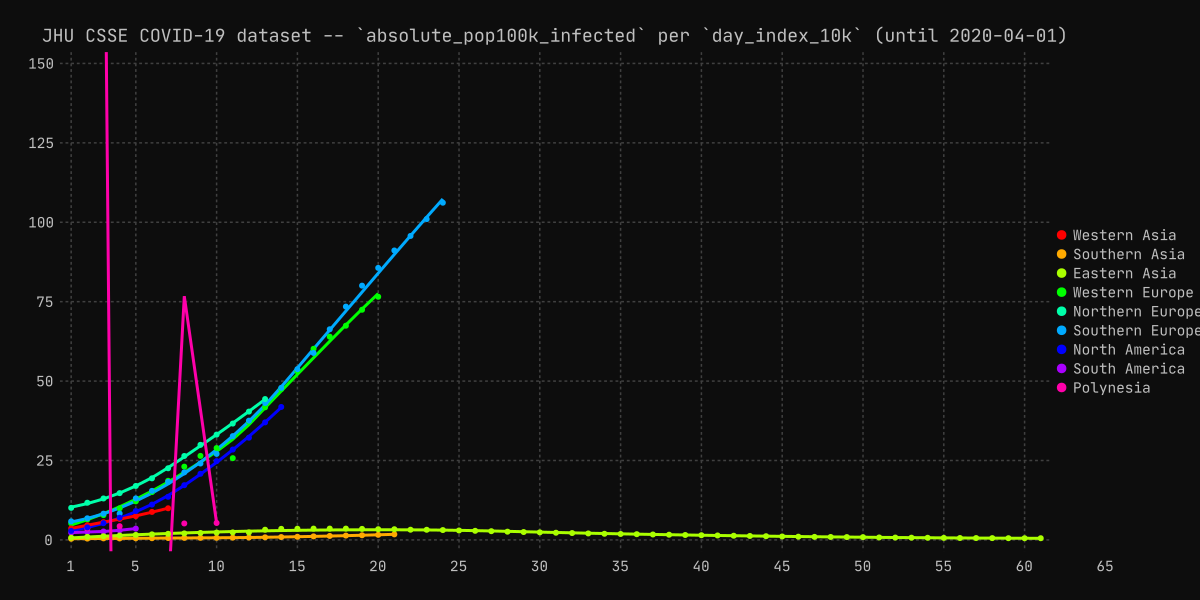 JHU CSSE COVID-19 dataset -- `absolute_pop100k_infected` per `day_index_10k` (until 2020-04-01)
150
125
100
75
50
25
0
1 5 10 15 20 25 30 35 40 45 50 55 60 65
Western Asia
Southern Asia
Eastern Asia
Western Europe
Northern Europe
Southern Europe
North America
South America
Polynesia